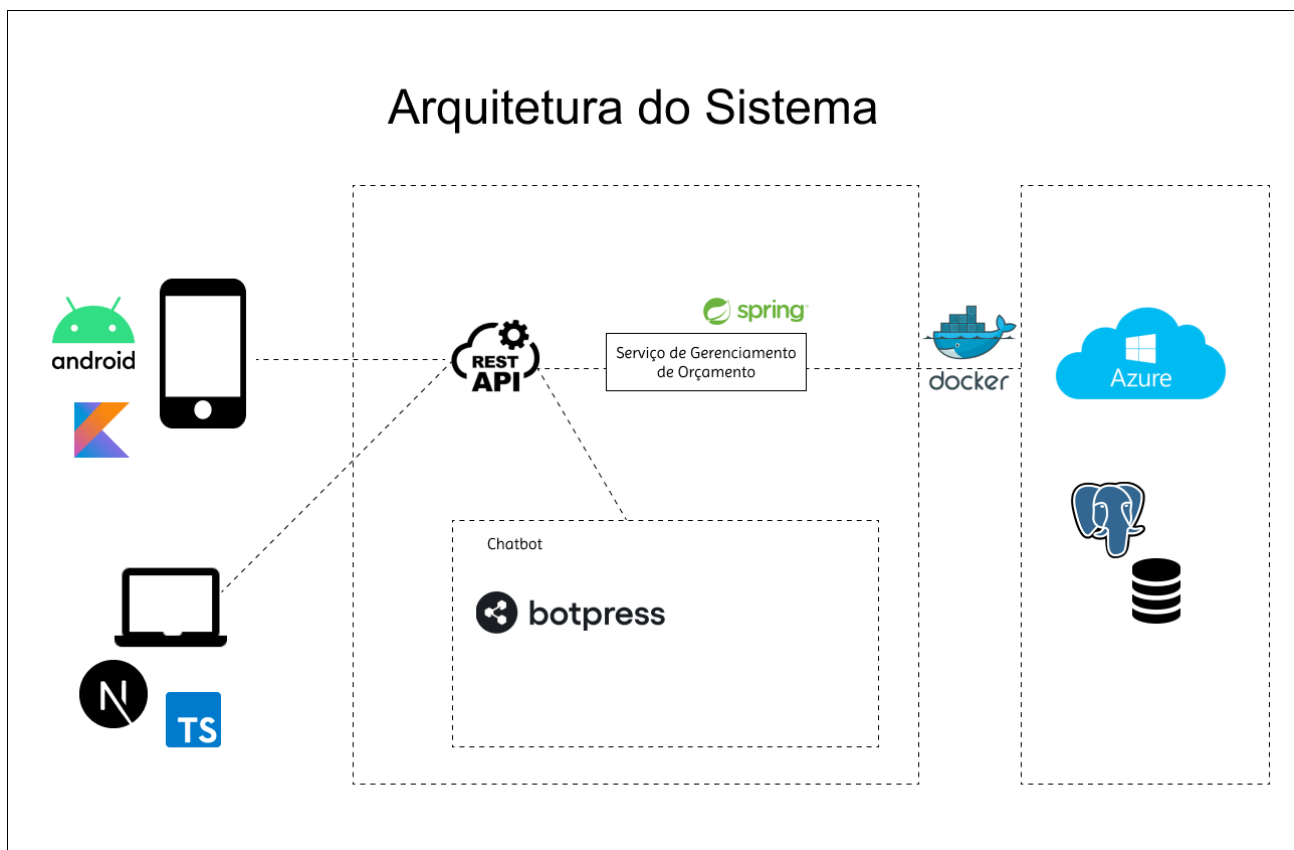 Arquitetura do Sistema
android
REST
API
spring
Serviço de Gerenciamento
de Orçamento
docker
Azure
Chatbot
botpress
N
TS